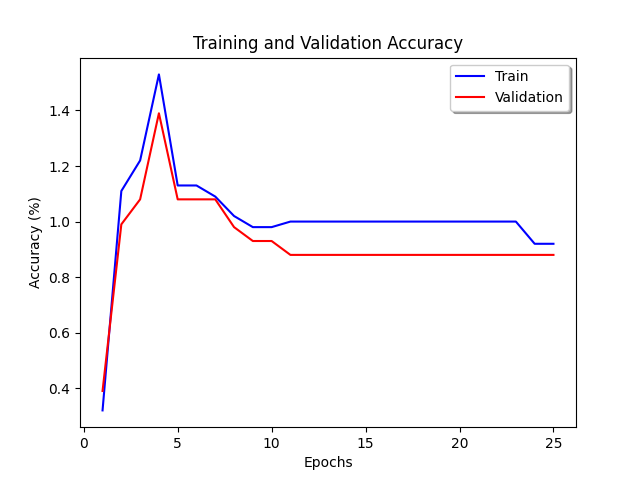 Training and Validation Accuracy
Train
Validation
Accuracy (%)
1.4
1.2
1.0
0.8
0.6
0.4
0 5 10 15 20 25
Epochs